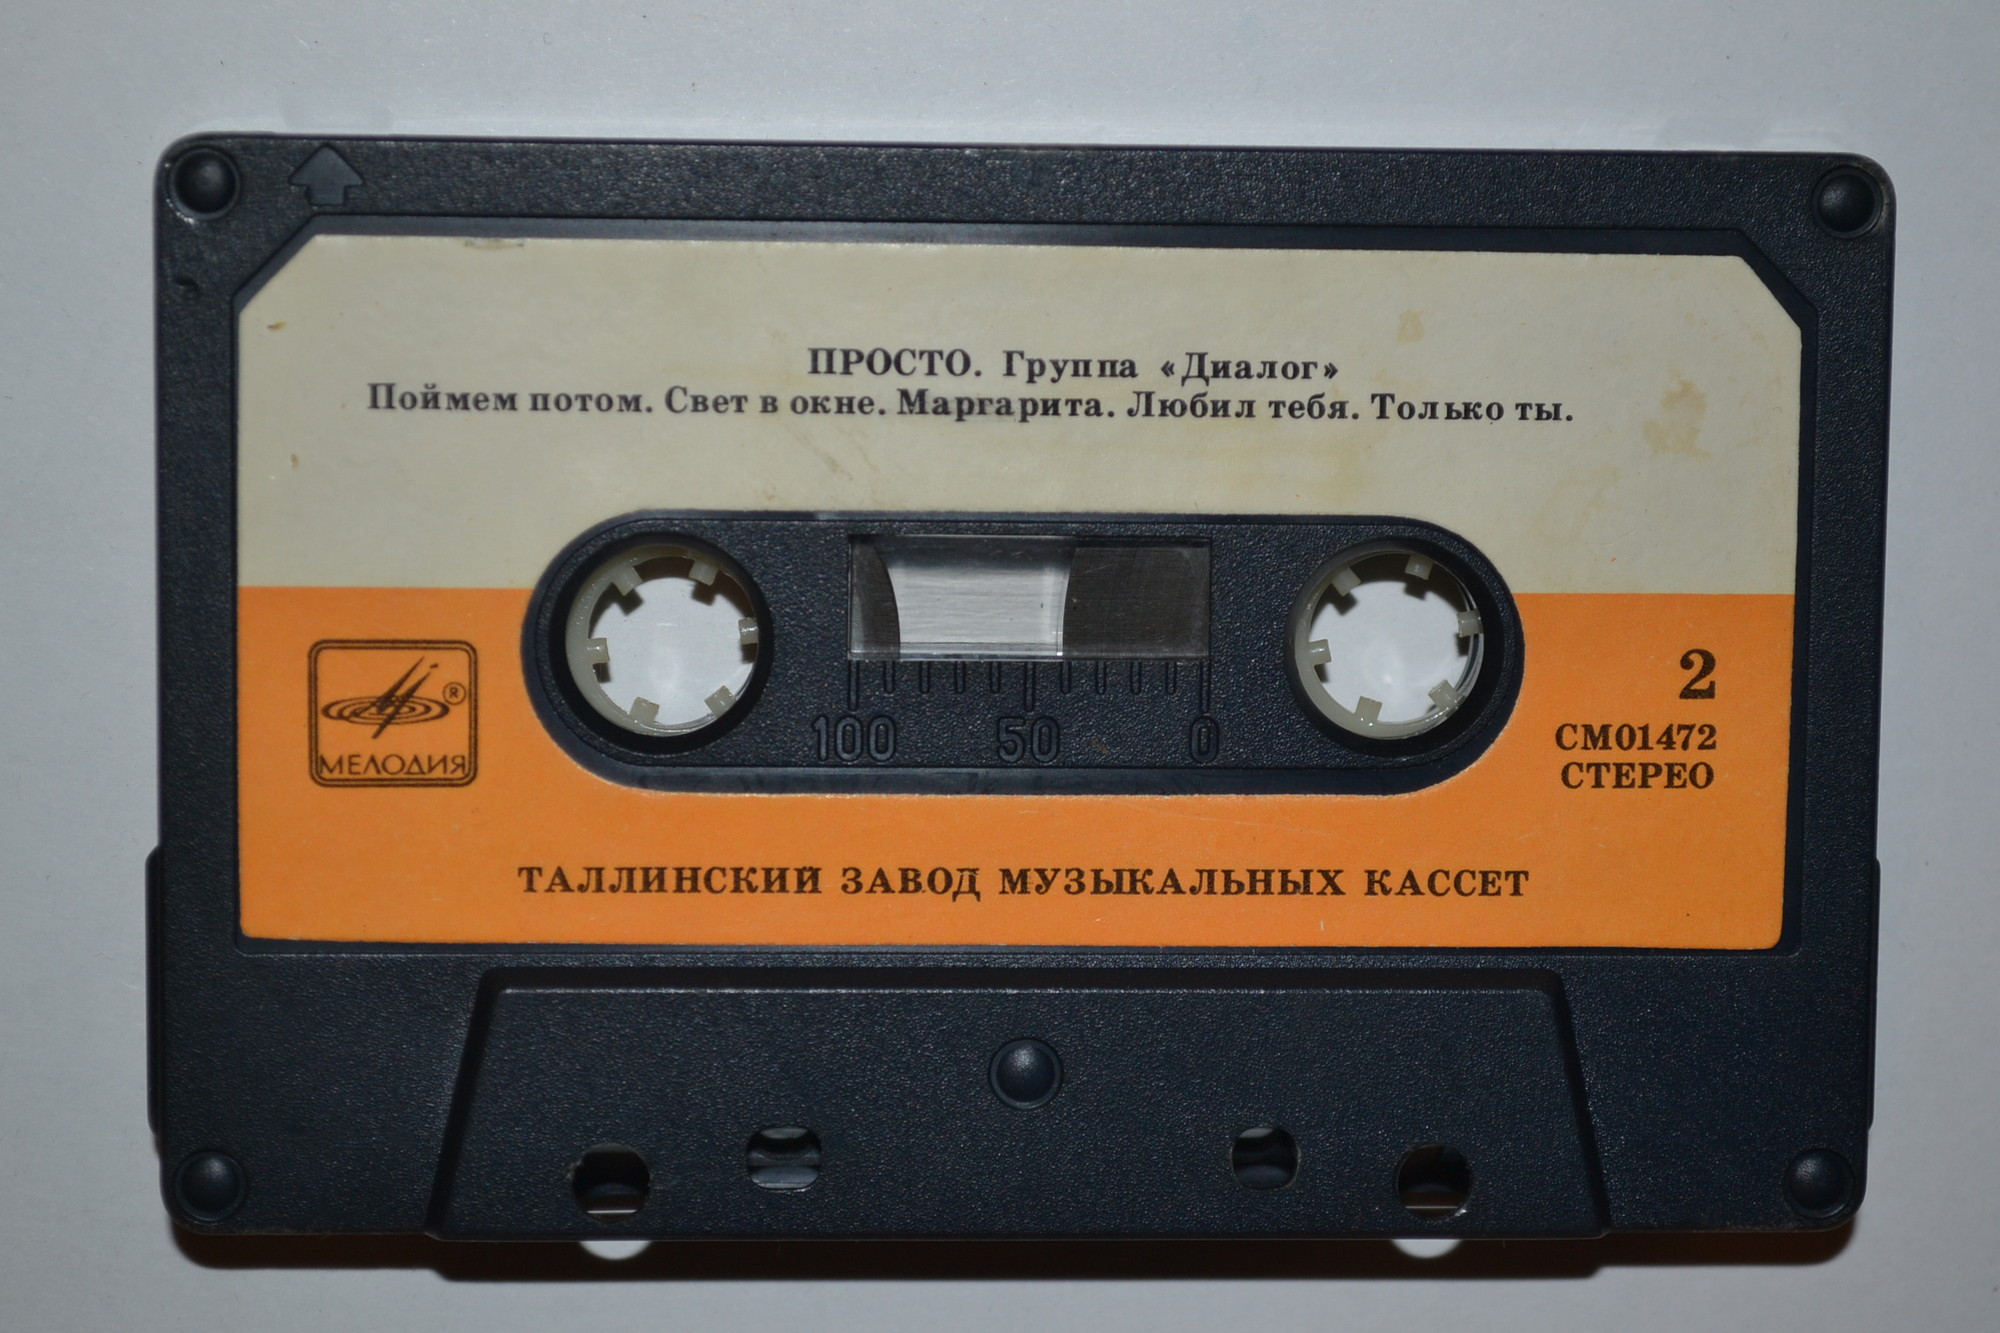 ПРОСТО. Группа «Диалог»
Поймем потом. Свет в окне. Маргарита. Любил тебя. Только ты.
100 50 0
® 
МЕЛОДИЯ
2
СМ01472
СТЕРЕО
ТАЛЛИНСКИЙ ЗАВОД МУЗЫКАЛЬНЫХ КАССЕТ